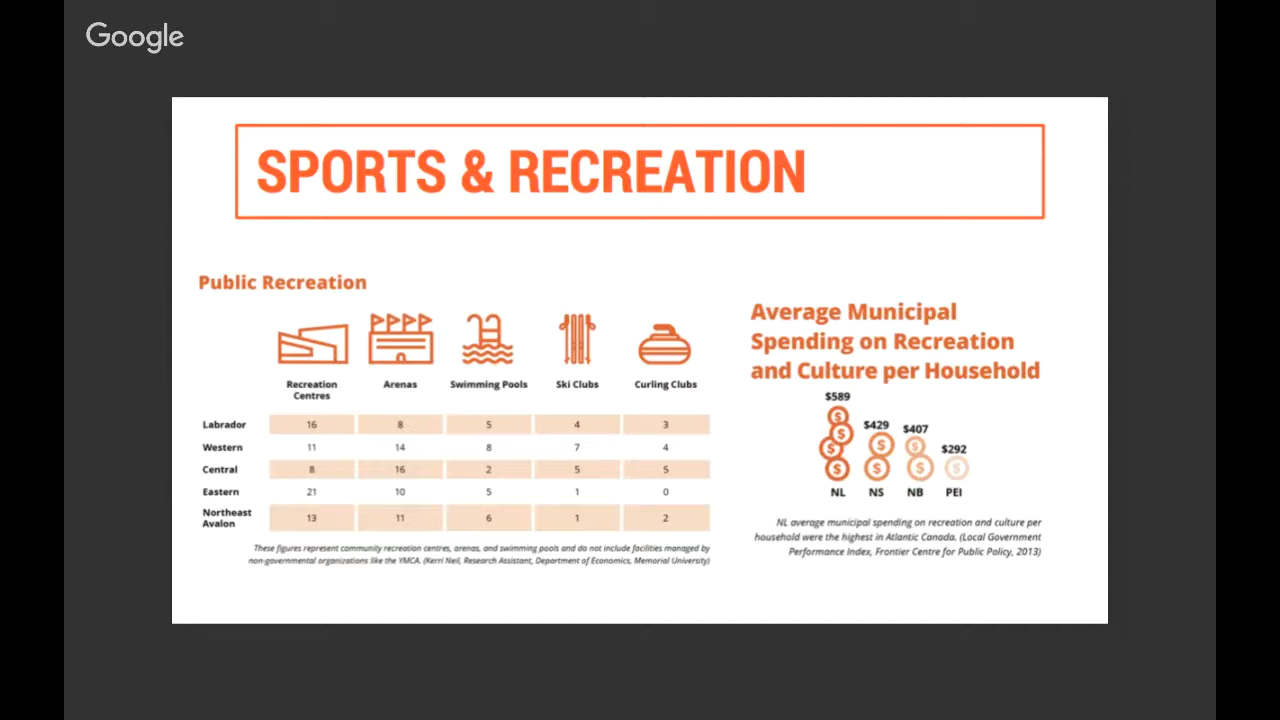 Google
SPORTS & RECREATION
Public Recreation
Recreation Centres Arenas Swimming Pools Ski Clubs Curling Clubs
Labrador 16 8 5 4 3
Western 11 14 8 7 4
Central 8 16 2 5 5
Eastern 21 10 5 1 0
Northeast Avalon 13 11 6 1 2
These figures represent community recreation centres, arenas, and swimming pools and do not include facilities managed by
non-governmental organizations like the YMCA. (Kerri Neil, Research Assistant, Department of Economics, Memorial University)
Average Municipal
Spending on Recreation
and Culture per Household
$589 $429 $407 $292
NL NS NB PEI
NL average municipal spending on recreation and culture per
household were the highest in Atlantic Canada. (Local Government
Performance Index, Frontier Centre for Public Policy, 2013)